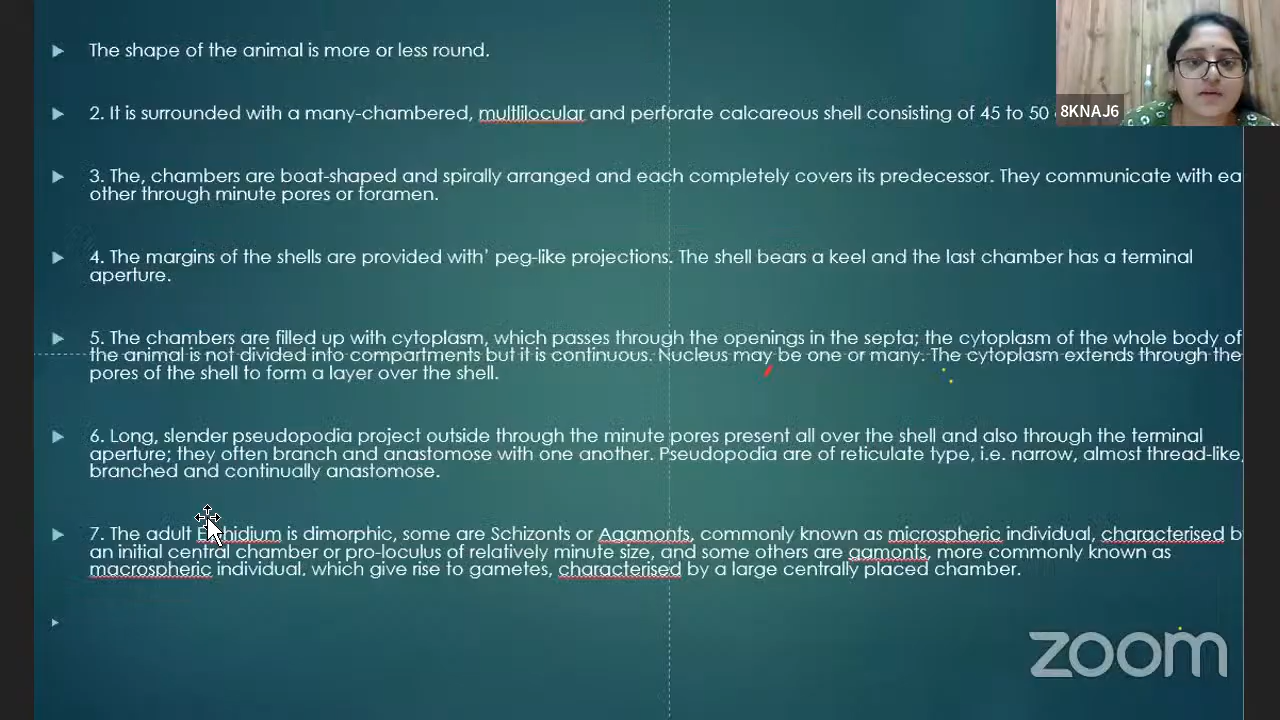 The shape of the animal is more or less round.
2. It is surrounded with a many-chambered, multlilocular and perforate calcareous shell consisting of 45 to 50
8KNAJ6
3. The, chambers are boat-shaped and spirally arranged and each completely covers its predecessor. They communicate with ea
other through minute pores or foramen.
4. The margins of the shells are provided with’ peg-like projections. The shell bears a keel and the last chamber has a terminal
aperture.
5. The chambers are filled up with cytoplasm, which passes through the openings in the septa; the cytoplasm of the whole body of
the animal is not divided into compartments but it is continuous. Nucleus may be one or many. The cytoplasm extends through the
pores of the shell to form a layer over the shell.
6. Long, slender pseudopodia project outside through the minute pores present all over the shell and also through the terminal
aperture; they often branch and anastomose with one another. Pseudopodia are of reticulate type, i.e. narrow, almost thread-like,
branched and continually anastomose.
7. The adult is dimorphic, some are Schizonts or Agamonts, commonly known as microspheric individual, characterised b
an initial central chamber or pro-loculus of relatively minute size, and some others are gamonts, more commonly known as
macrospheric individual, which give rise to gametes, characterised by a large centrally placed chamber.
zoom